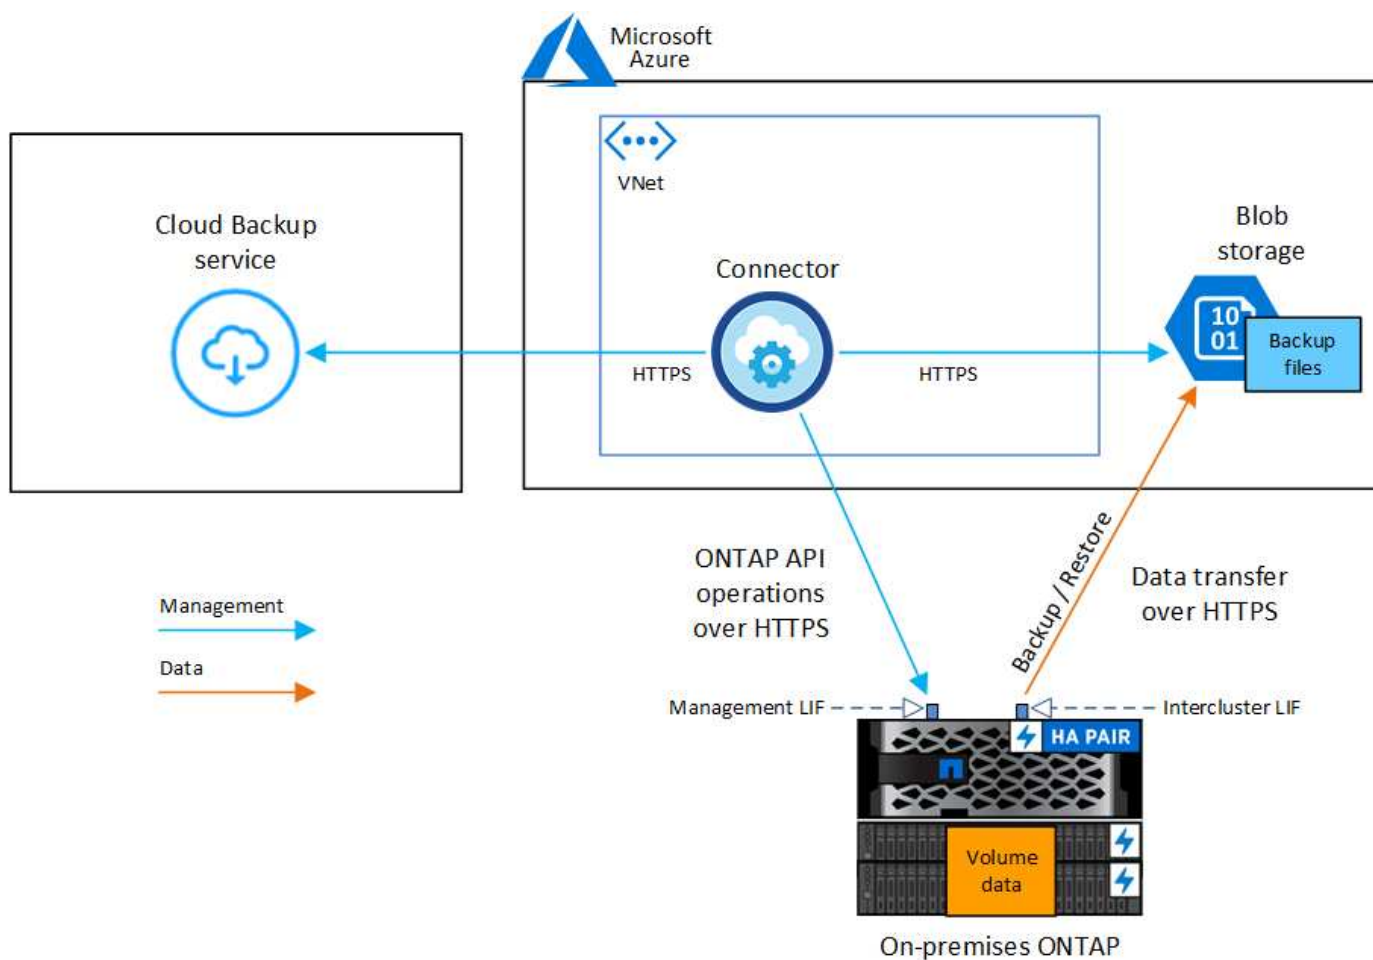 Microsoft
Azure
VNet
Cloud Backup
service
Connector
Blob
storage
10
01
Backup
files
HTTPS
HTTPS
ONTAP API
operations
over HTTPS
Backup / Restore
Data transfer
over HTTPS
Management
Data
Management LIF
Intercluster LIF
HA PAIR
Volume
data
On-premises ONTAP